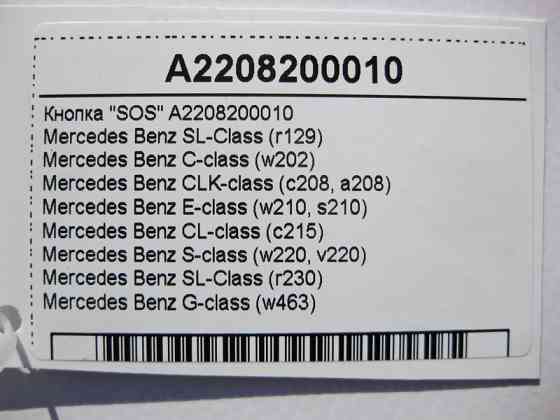 A2208200010
Кнопка "SOS" A2208200010
Mercedes Benz SL-Class (r129)
Mercedes Benz C-class (w202)
Mercedes Benz CLK-class (c208, a208)
Mercedes Benz E-class (w210, s210)
Mercedes Benz CL-class (c215)
Mercedes Benz S-class (w220, v220)
Mercedes Benz SL-Class (r230)
Mercedes Benz G-class (w463)